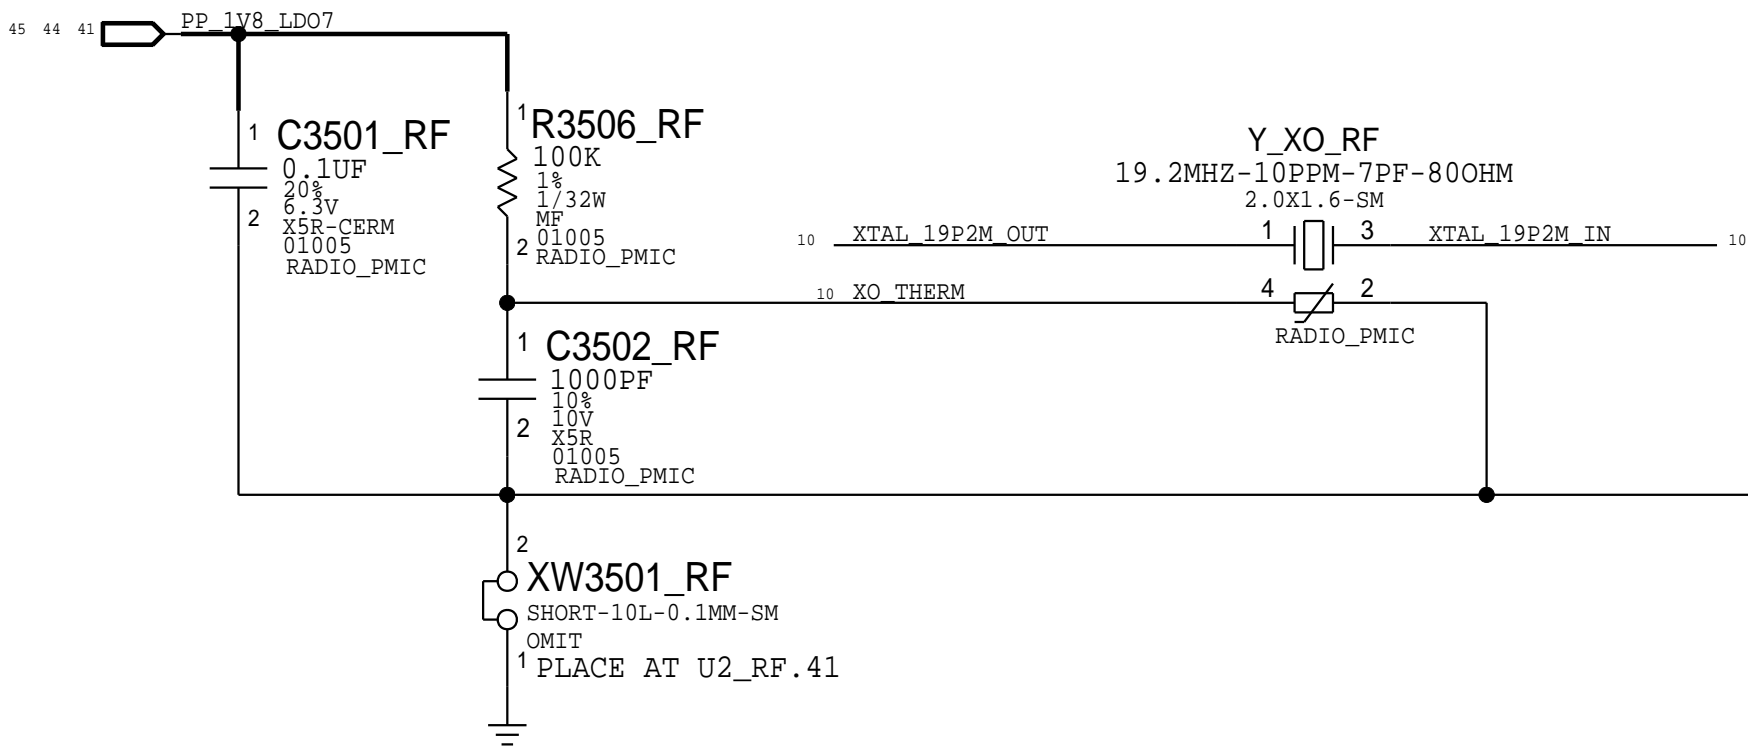 45 44 41 PP_1V8_LDO7
1 C3501_RF
0.1UF
20%
6.3V
2 X5R-CERM
01005
RADIO_PMIC
1 R3506_RF
100K
1%
1/32W
MF
01005
2 RADIO_PMIC
Y_XO_RF
19.2MHZ-10PPM-7PF-80OHM
2.0X1.6-SM
10 XTAL_19P2M_OUT 1 3 XTAL_19P2M_IN 10
10 XO_THERM 4 2
RADIO_PMIC
1 C3502_RF
1000PF
10%
10V
2 X5R
01005
RADIO_PMIC
2
XW3501_RF
SHORT-10L-0.1MM-SM
OMIT
1 PLACE AT U2_RF.41